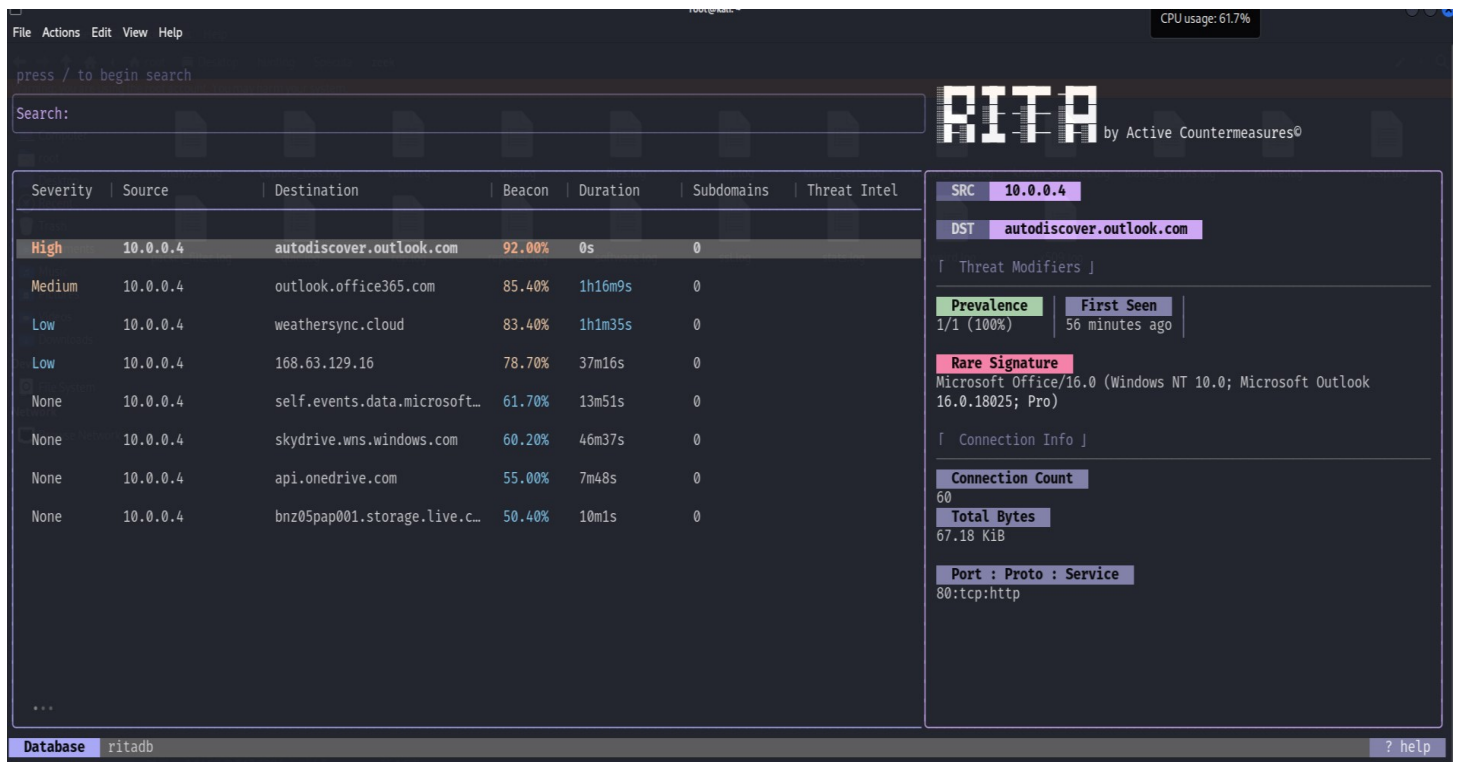 root@kali: ~
CPU usage: 61.7%
File Actions Edit View Help
press / to begin search
Search:
RITA by Active Countermeasures©
Severity Source Destination Beacon Duration Subdomains Threat Intel
High 10.0.0.4 autodiscover.outlook.com 92.00% 0s 0
Medium 10.0.0.4 outlook.office365.com 85.40% 1h16m9s 0
Low 10.0.0.4 weathersync.cloud 83.40% 1h1m35s 0
Low 10.0.0.4 168.63.129.16 78.70% 37m16s 0
None 10.0.0.4 self.events.data.microsoft… 61.70% 13m51s 0
None 10.0.0.4 skydrive.wns.windows.com 60.20% 46m37s 0
None 10.0.0.4 api.onedrive.com 55.00% 7m48s 0
None 10.0.0.4 bnz05pap001.storage.live.c… 50.40% 10m1s 0
...
SRC 10.0.0.4
DST autodiscover.outlook.com
⌈ Threat Modifiers ⌋
Prevalence First Seen
1/1 (100%) 56 minutes ago
Rare Signature
Microsoft Office/16.0 (Windows NT 10.0; Microsoft Outlook
16.0.18025; Pro)
⌈ Connection Info ⌋
Connection Count
60
Total Bytes
67.18 KiB
Port : Proto : Service
80:tcp:http
Database ritadb
? help